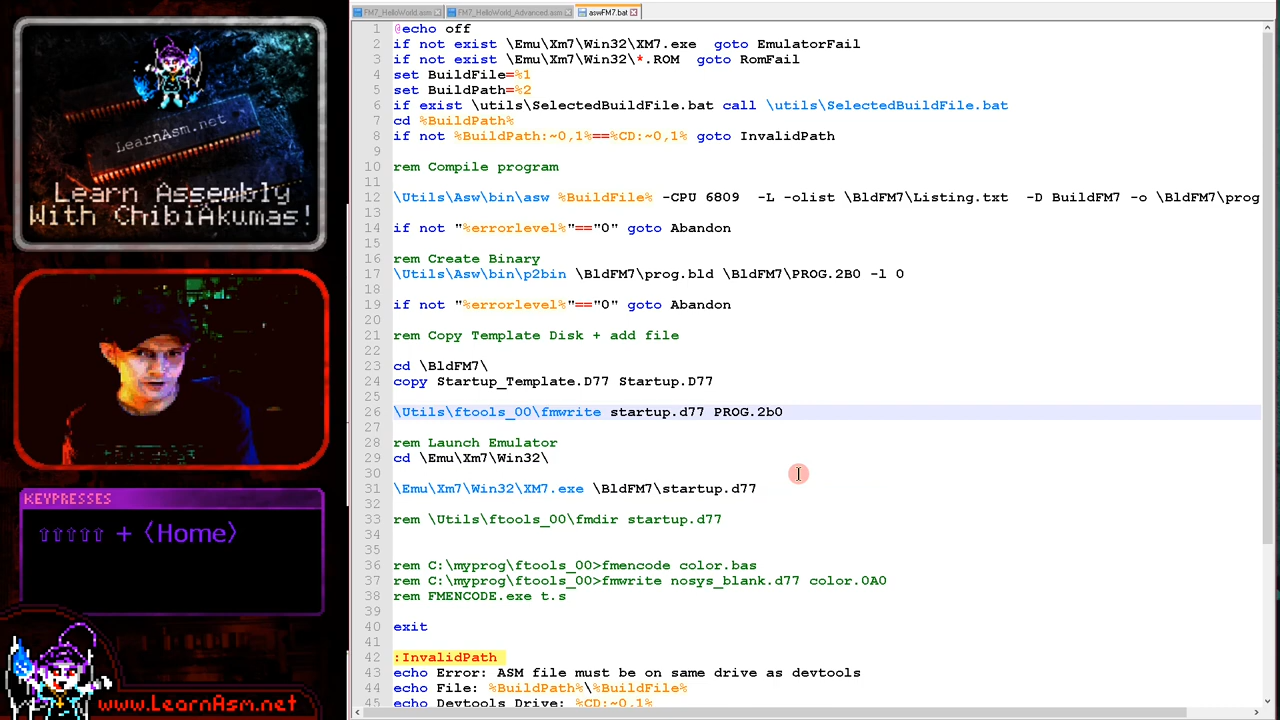 LearnAsm.net
Learn Assembly
With ChibiAkumas!
KEYPRESSES
⇧⇧⇧⇧⇧ + 〈Home〉
www.LearnAsm.net
FM7_HelloWorld.asm
FM7_HelloWorld_Advanced.asm
aswFM7.bat
1 @echo off
2 if not exist \Emu\Xm7\Win32\XM7.exe  goto EmulatorFail
3 if not exist \Emu\Xm7\Win32\*.ROM  goto RomFail
4 set BuildFile=%1
5 set BuildPath=%2
6 if exist \utils\SelectedBuildFile.bat call \utils\SelectedBuildFile.bat
7 cd %BuildPath%
8 if not %BuildPath:~0,1%==%CD:~0,1% goto InvalidPath
9
10 rem Compile program
11
12 \Utils\Asw\bin\asw %BuildFile% -CPU 6809  -L -olist \BldFM7\Listing.txt  -D BuildFM7 -o \BldFM7\prog
13
14 if not "%errorlevel%"=="0" goto Abandon
15
16 rem Create Binary
17 \Utils\Asw\bin\p2bin \BldFM7\prog.bld \BldFM7\PROG.2B0 -l 0
18
19 if not "%errorlevel%"=="0" goto Abandon
20
21 rem Copy Template Disk + add file
22
23 cd \BldFM7\
24 copy Startup_Template.D77 Startup.D77
25
26 \Utils\ftools_00\fmwrite startup.d77 PROG.2b0
27
28 rem Launch Emulator
29 cd \Emu\Xm7\Win32\
30
31 \Emu\Xm7\Win32\XM7.exe \BldFM7\startup.d77
32
33 rem \Utils\ftools_00\fmdir startup.d77
34
35
36 rem C:\myprog\ftools_00>fmencode color.bas
37 rem C:\myprog\ftools_00>fmwrite nosys_blank.d77 color.0A0
38 rem FMENCODE.exe t.s
39
40 exit
41
42 :InvalidPath
43 echo Error: ASM file must be on same drive as devtools
44 echo File: %BuildPath%\%BuildFile%
45 echo Devtools Drive: %CD:~0,1%